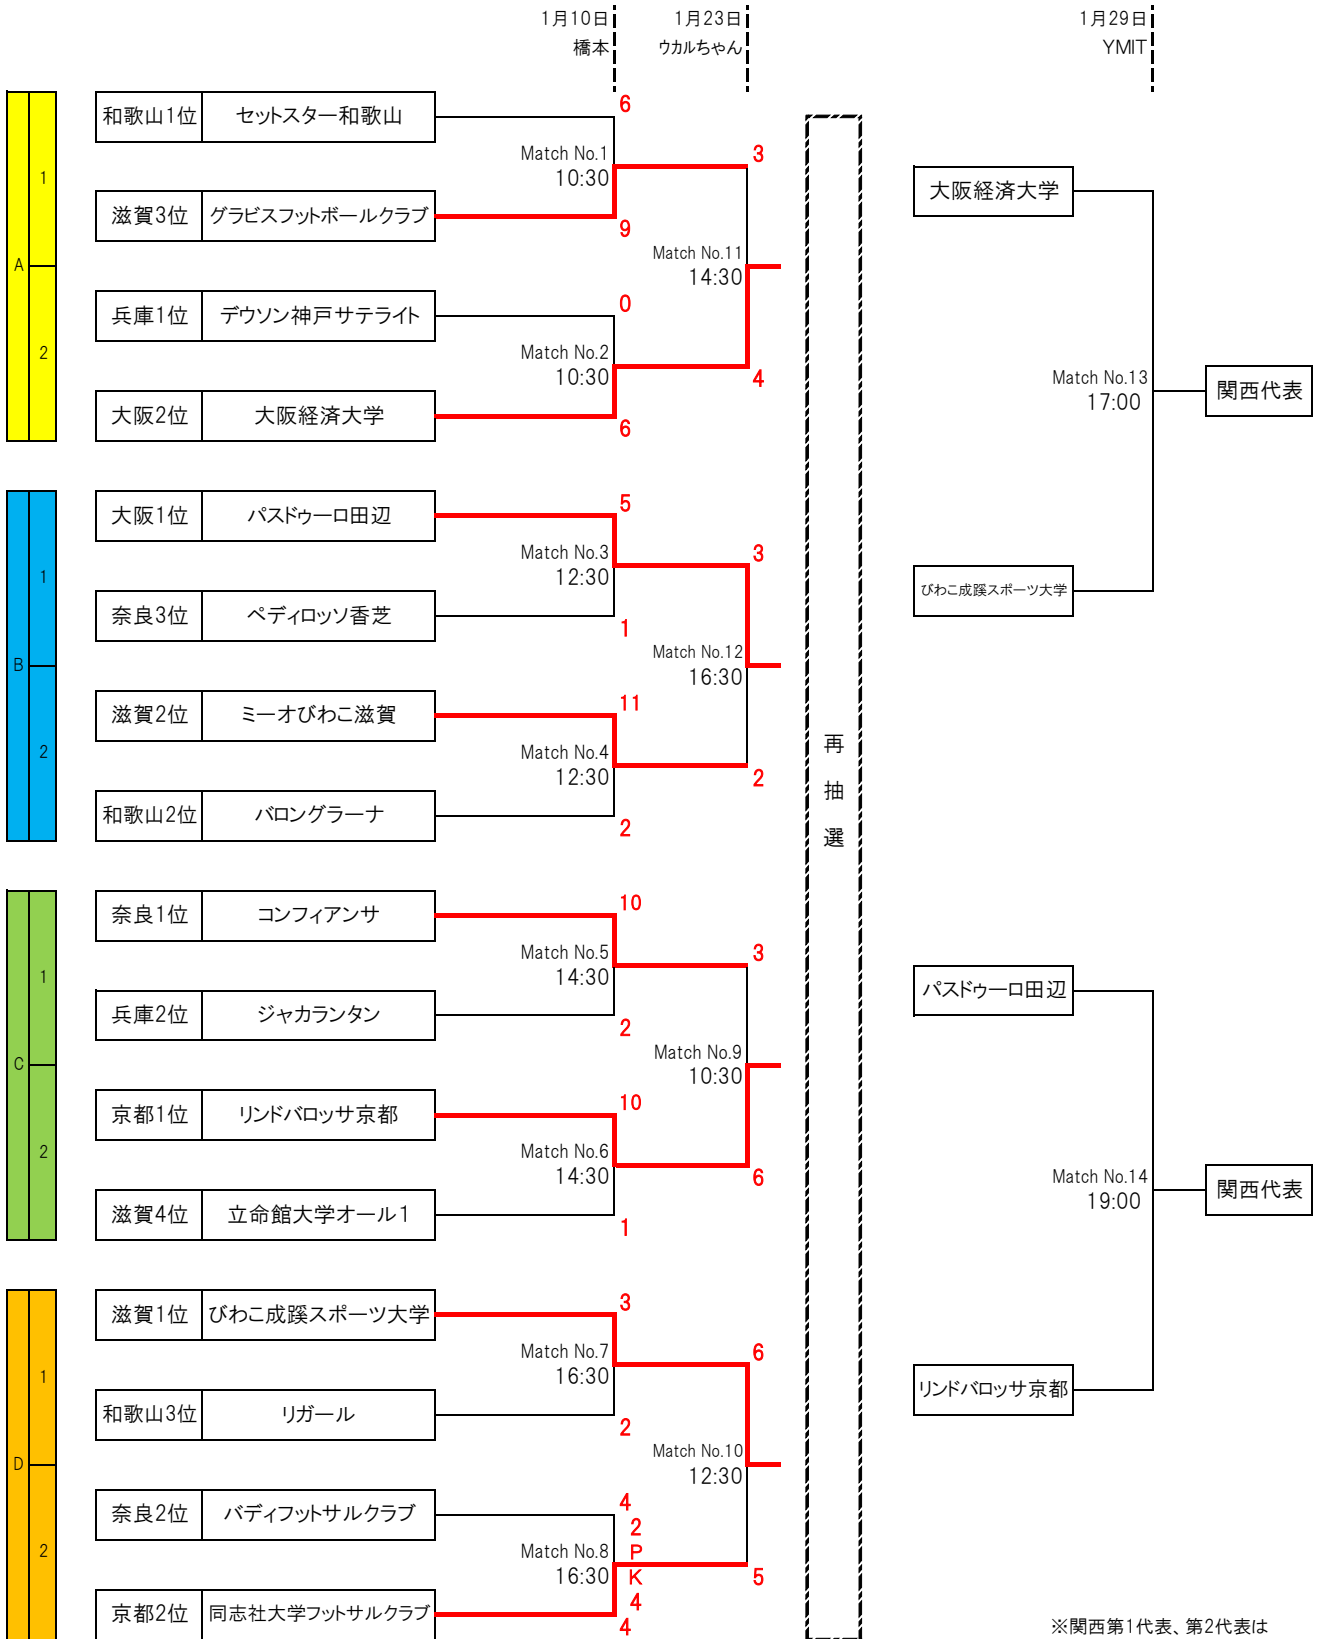 1月10日
橋本
1月23日
ウカルちゃん
1月29日
YMIT
A
1
2
和歌山1位 セットスター和歌山
6
Match No.1
10:30
滋賀3位 グラビスフットボールクラブ
9
3
Match No.11
14:30
兵庫1位 デウソン神戸サテライト
0
Match No.2
10:30
大阪2位 大阪経済大学
6
4
B
1
2
大阪1位 パスドゥーロ田辺
5
Match No.3
12:30
奈良3位 ペディロッソ香芝
1
3
Match No.12
16:30
滋賀2位 ミーオびわこ滋賀
11
Match No.4
12:30
和歌山2位 バロングラーナ
2
2
C
1
2
奈良1位 コンフィアンサ
10
Match No.5
14:30
兵庫2位 ジャカランタン
2
3
Match No.9
10:30
京都1位 リンドバロッサ京都
10
Match No.6
14:30
滋賀4位 立命館大学オール1
1
6
D
1
2
滋賀1位 びわこ成蹊スポーツ大学
3
Match No.7
16:30
和歌山3位 リガール
2
6
Match No.10
12:30
奈良2位 バディフットサルクラブ
4
2
P
K
4
Match No.8
16:30
京都2位 同志社大学フットサルクラブ
4
5
再
抽
選
大阪経済大学
Match No.13
17:00
関西代表
びわこ成蹊スポーツ大学
パスドゥーロ田辺
Match No.14
19:00
関西代表
リンドバロッサ京都
※関西第1代表、第2代表は